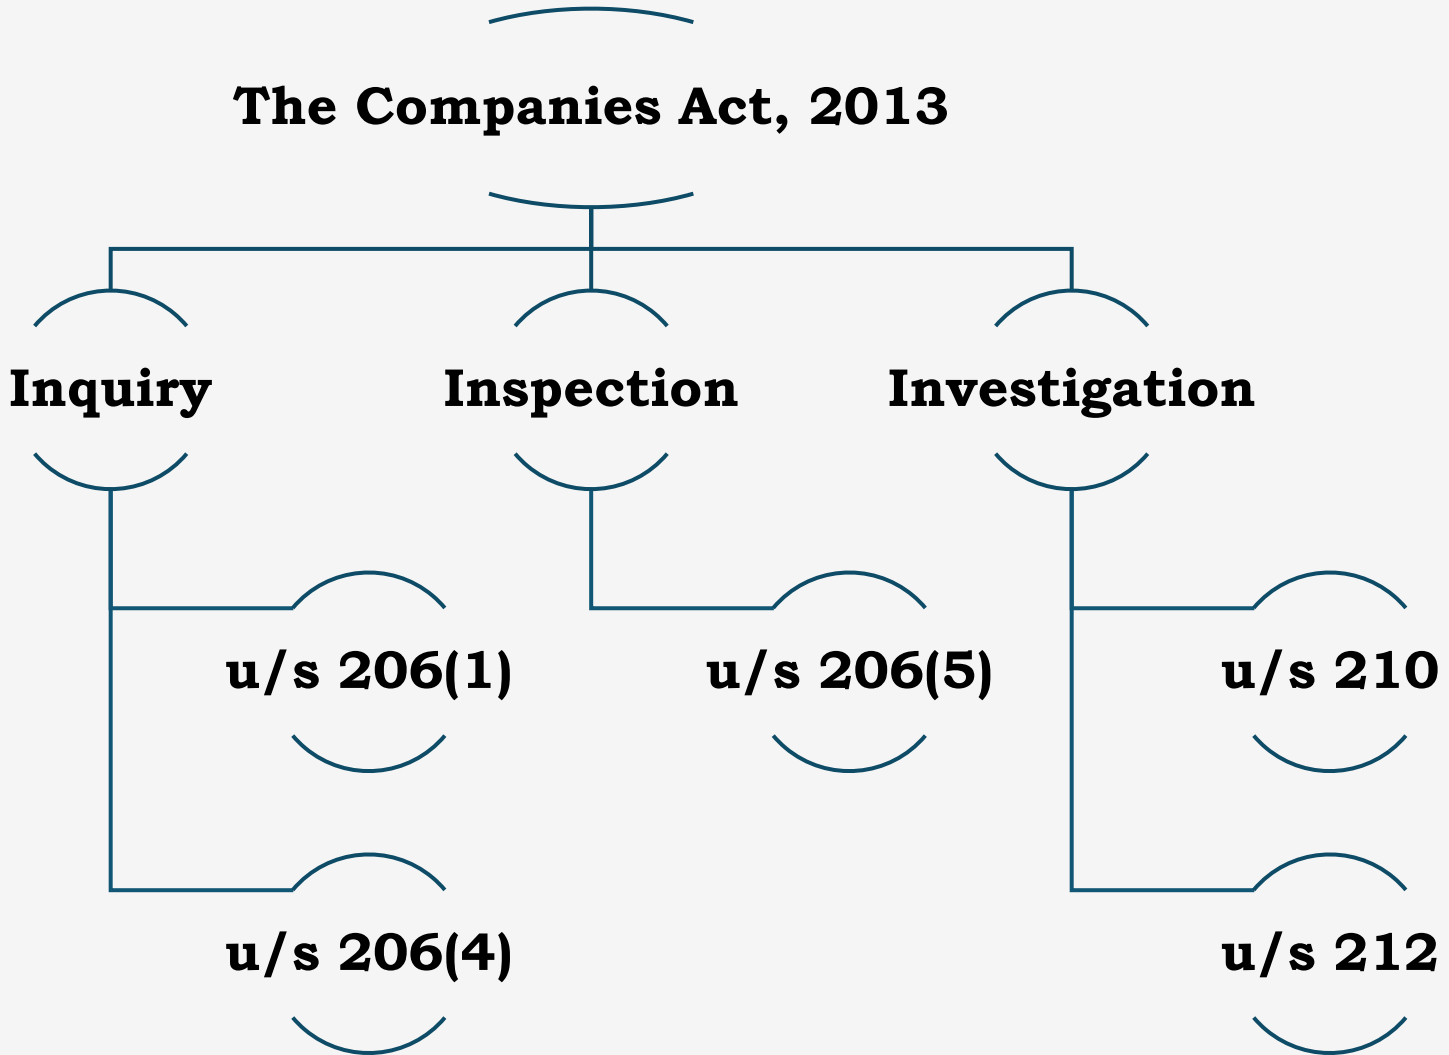 The Companies Act, 2013
Inquiry
Inspection
Investigation
u/s 206(1)
u/s 206(5)
u/s 210
u/s 206(4)
u/s 212